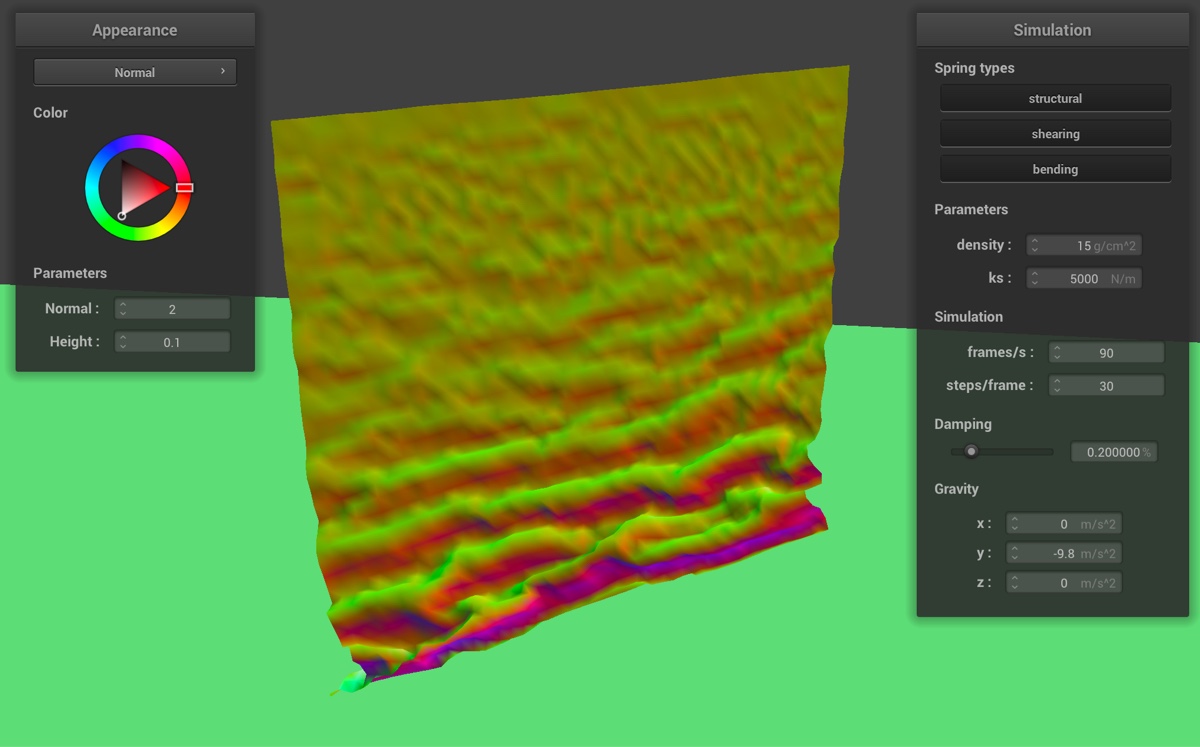 Appearance
Normal
Color
Parameters
Normal : 2
Height : 0.1
Simulation
Spring types
structural
shearing
bending
Parameters
density : 15 g/cm^2
ks : 5000 N/m
Simulation
frames/s : 90
steps/frame : 30
Damping
0.200000 %
Gravity
x : 0 m/s^2
y : -9.8 m/s^2
z : 0 m/s^2